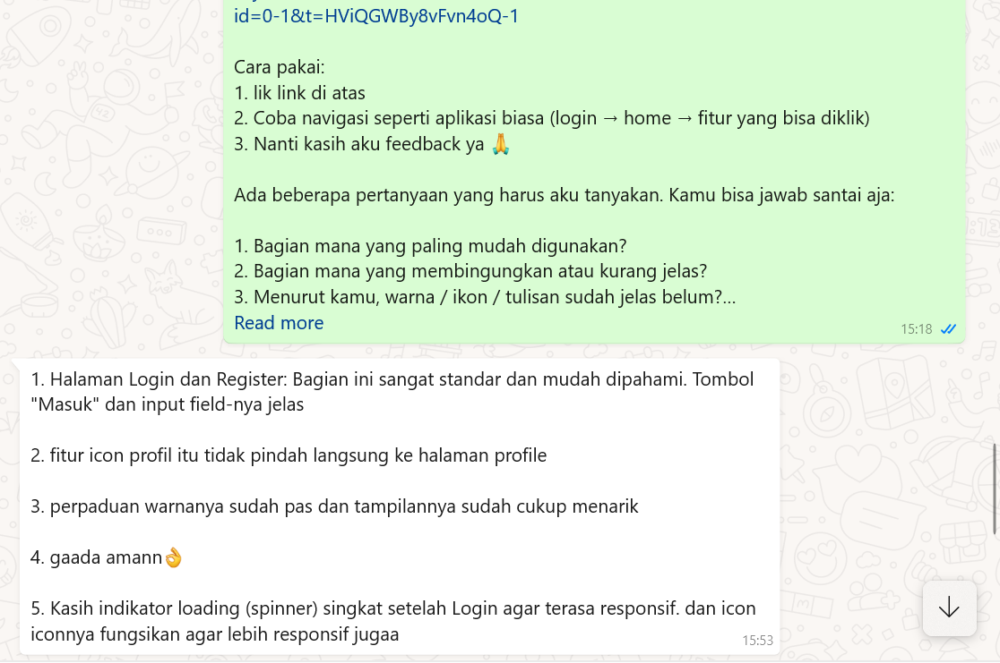 id=0-1&t=HViQGWBy8vFvn4oQ-1
Cara pakai:
1. lik link di atas
2. Coba navigasi seperti aplikasi biasa (login → home → fitur yang bisa diklik)
3. Nanti kasih aku feedback ya 🙏
Ada beberapa pertanyaan yang harus aku tanyakan. Kamu bisa jawab santai aja:
1. Bagian mana yang paling mudah digunakan?
2. Bagian mana yang membingungkan atau kurang jelas?
3. Menurut kamu, warna / ikon / tulisan sudah jelas belum?...
Read more
15:18
1. Halaman Login dan Register: Bagian ini sangat standar dan mudah dipahami. Tombol
"Masuk" dan input field-nya jelas
2. fitur icon profil itu tidak pindah langsung ke halaman profile
3. perpaduan warnanya sudah pas dan tampilannya sudah cukup menarik
4. gaada amann👌
5. Kasih indikator loading (spinner) singkat setelah Login agar terasa responsif. dan icon
iconnya fungsikan agar lebih responsif jugaa
15:53